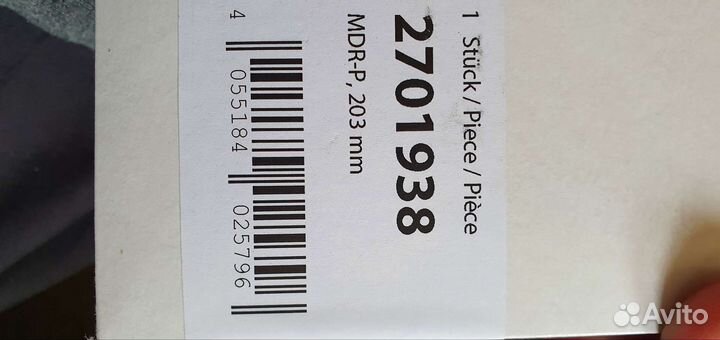 1 Stück / Piece / Pièce
2701938
MDR-P, 203 mm
4 055184 025796
Avito